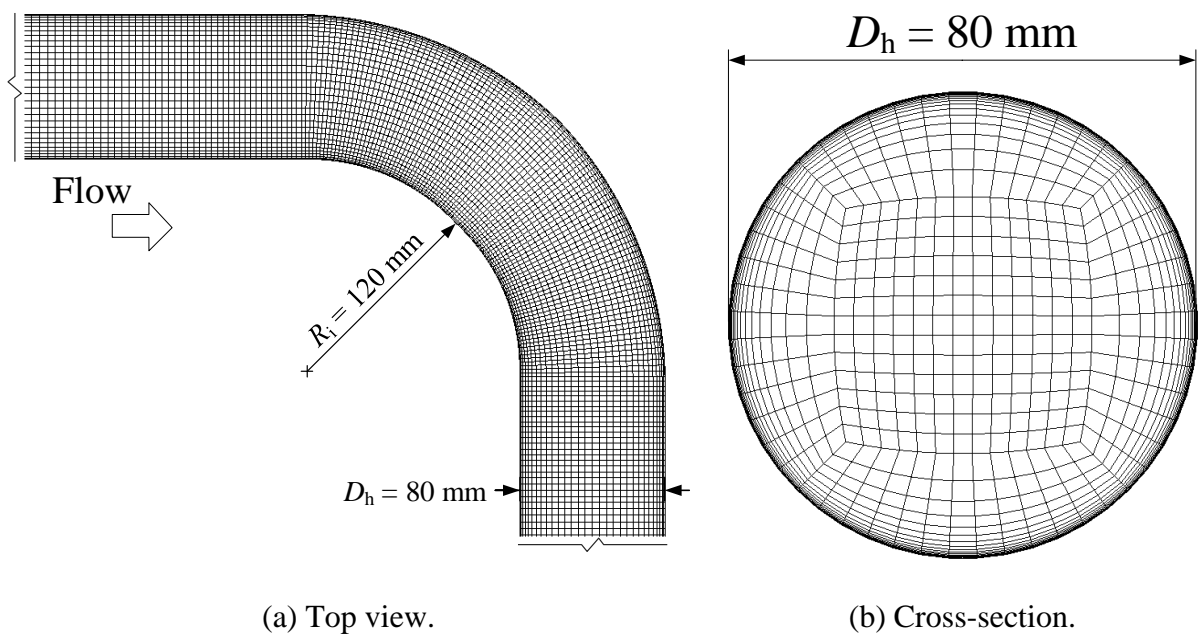 Flow
Rᵢ = 120 mm
Dₕ = 80 mm
(a) Top view.
Dₕ = 80 mm
(b) Cross-section.